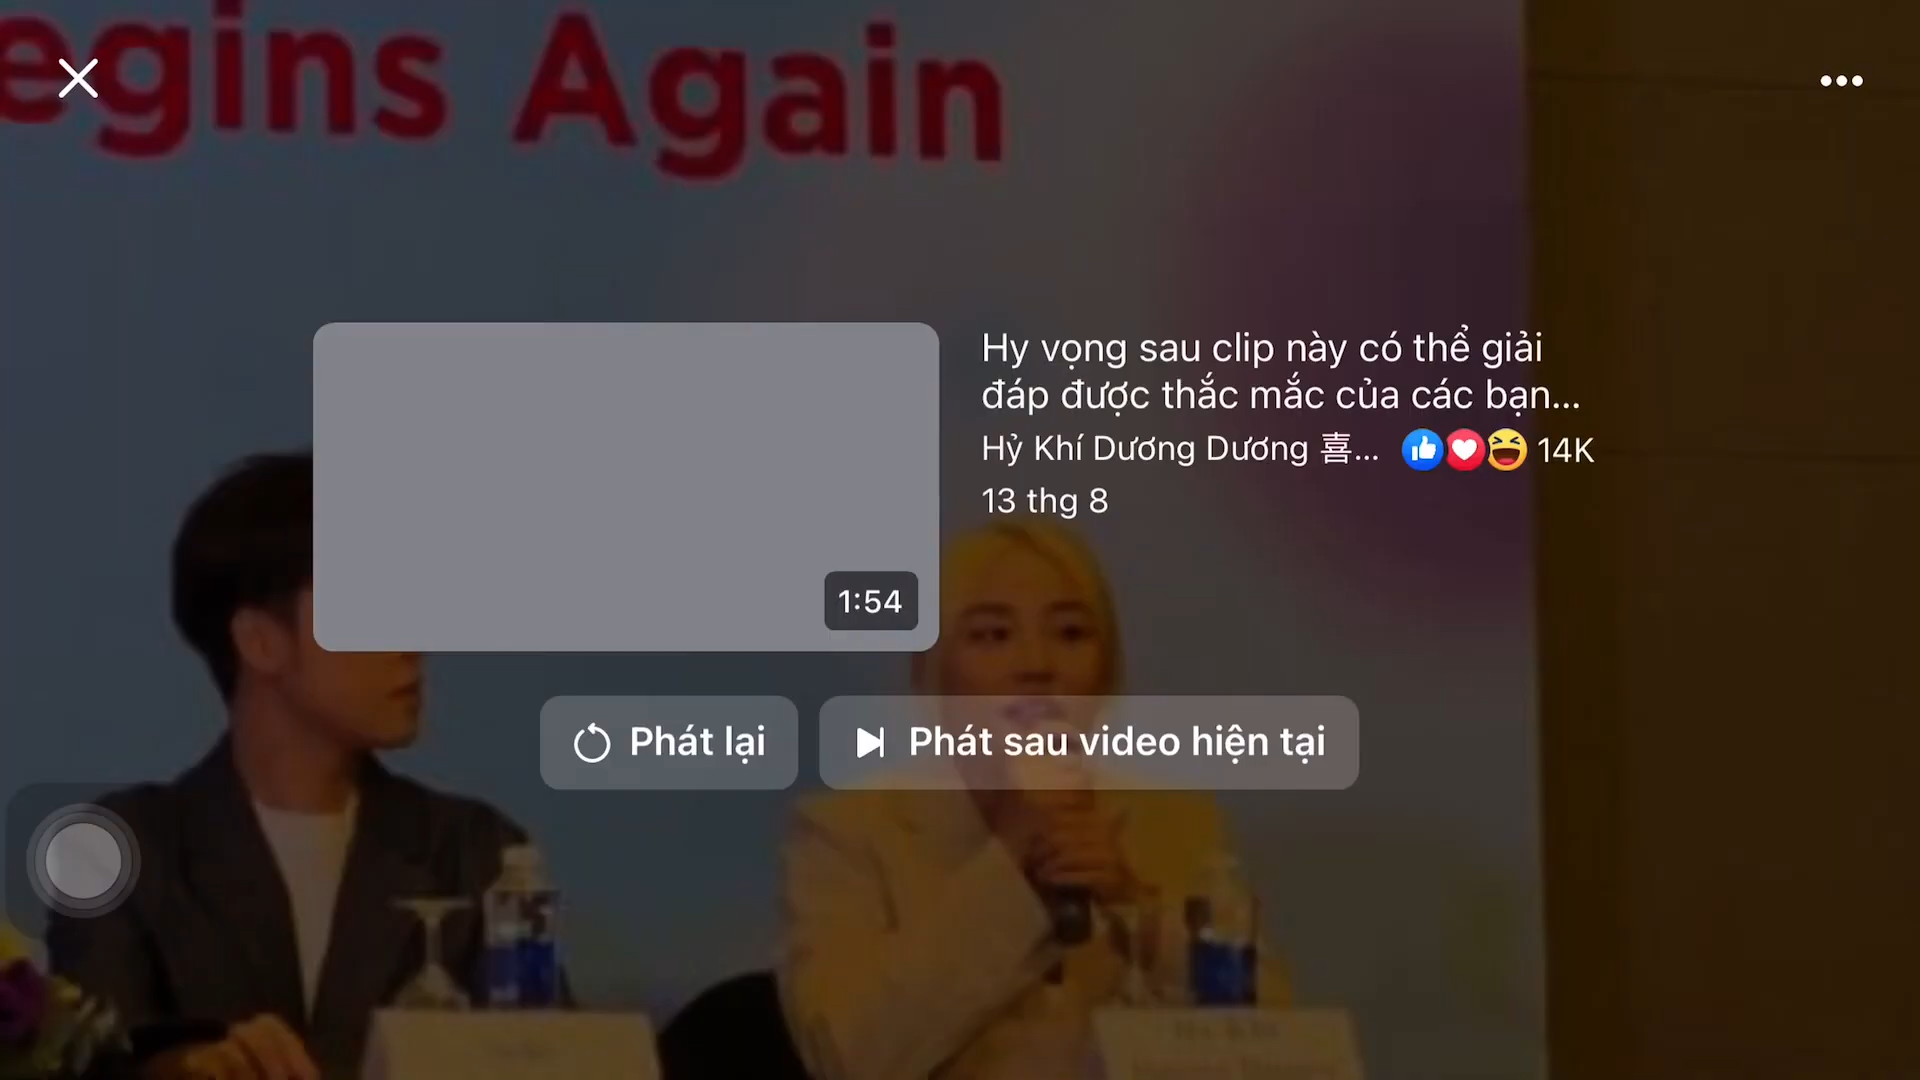 egins Again
Hy vọng sau clip này có thể giải
đáp được thắc mắc của các bạn...
Hỷ Khí Dương Dương 喜... 14K
13 thg 8
1:54
Phát lại
Phát sau video hiện tại